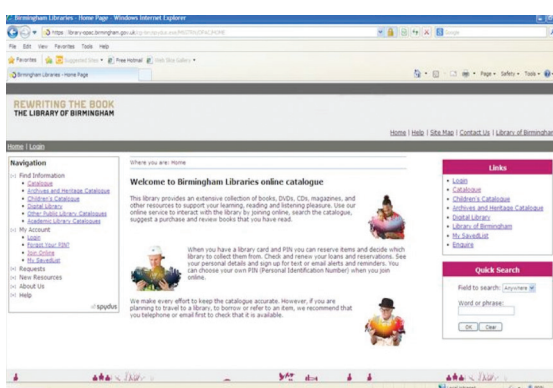 Birmingham Libraries - Home Page - Windows Internet Explorer
File Edit View Favorites Tools Help
Favorites Suggested Sites Free Hotmail Web Slice Gallery
Birmingham Libraries - Home Page
Page Safety Tools
REWRITING THE BOOK
THE LIBRARY OF BIRMINGHAM
Home | Help | Site Map | Contact Us | Library of Birmingham
Home | Login
Navigation
Find Information
Catalogue
Archives and Heritage Catalogue
Children's Catalogue
Digital Library
Other Public Library Catalogues
Academic Library Catalogues
My Account
Login
Forgot Your PIN?
Join Online
My SavedList
Requests
New Resources
About Us
Help
spydus
Where you are: Home
Welcome to Birmingham Libraries online catalogue
This library provides an extensive collection of books, DVDs, CDs, magazines, and
other resources to support your learning, reading and listening pleasure. Use our
online service to interact with the library by joining online, search the catalogue,
suggest a purchase and review books that you have read.
When you have a library card and PIN you can reserve items and decide which
library to collect them from. Check and renew your loans and reservations. See
your personal details and sign up for text or email alerts and reminders. You
can choose your own PIN (Personal Identification Number) when you join
online.
We make every effort to keep the catalogue accurate. However, if you are
planning to travel to a library, to borrow or refer to an item, we recommend that
you telephone or email first to check that it is available.
Links
Login
Catalogue
Children's Catalogue
Archives and Heritage Catalogue
Digital Library
Library of Birmingham
My SavedList
Enquire
Quick Search
Field to search: Anywhere
Word or phrase:
OK Clear